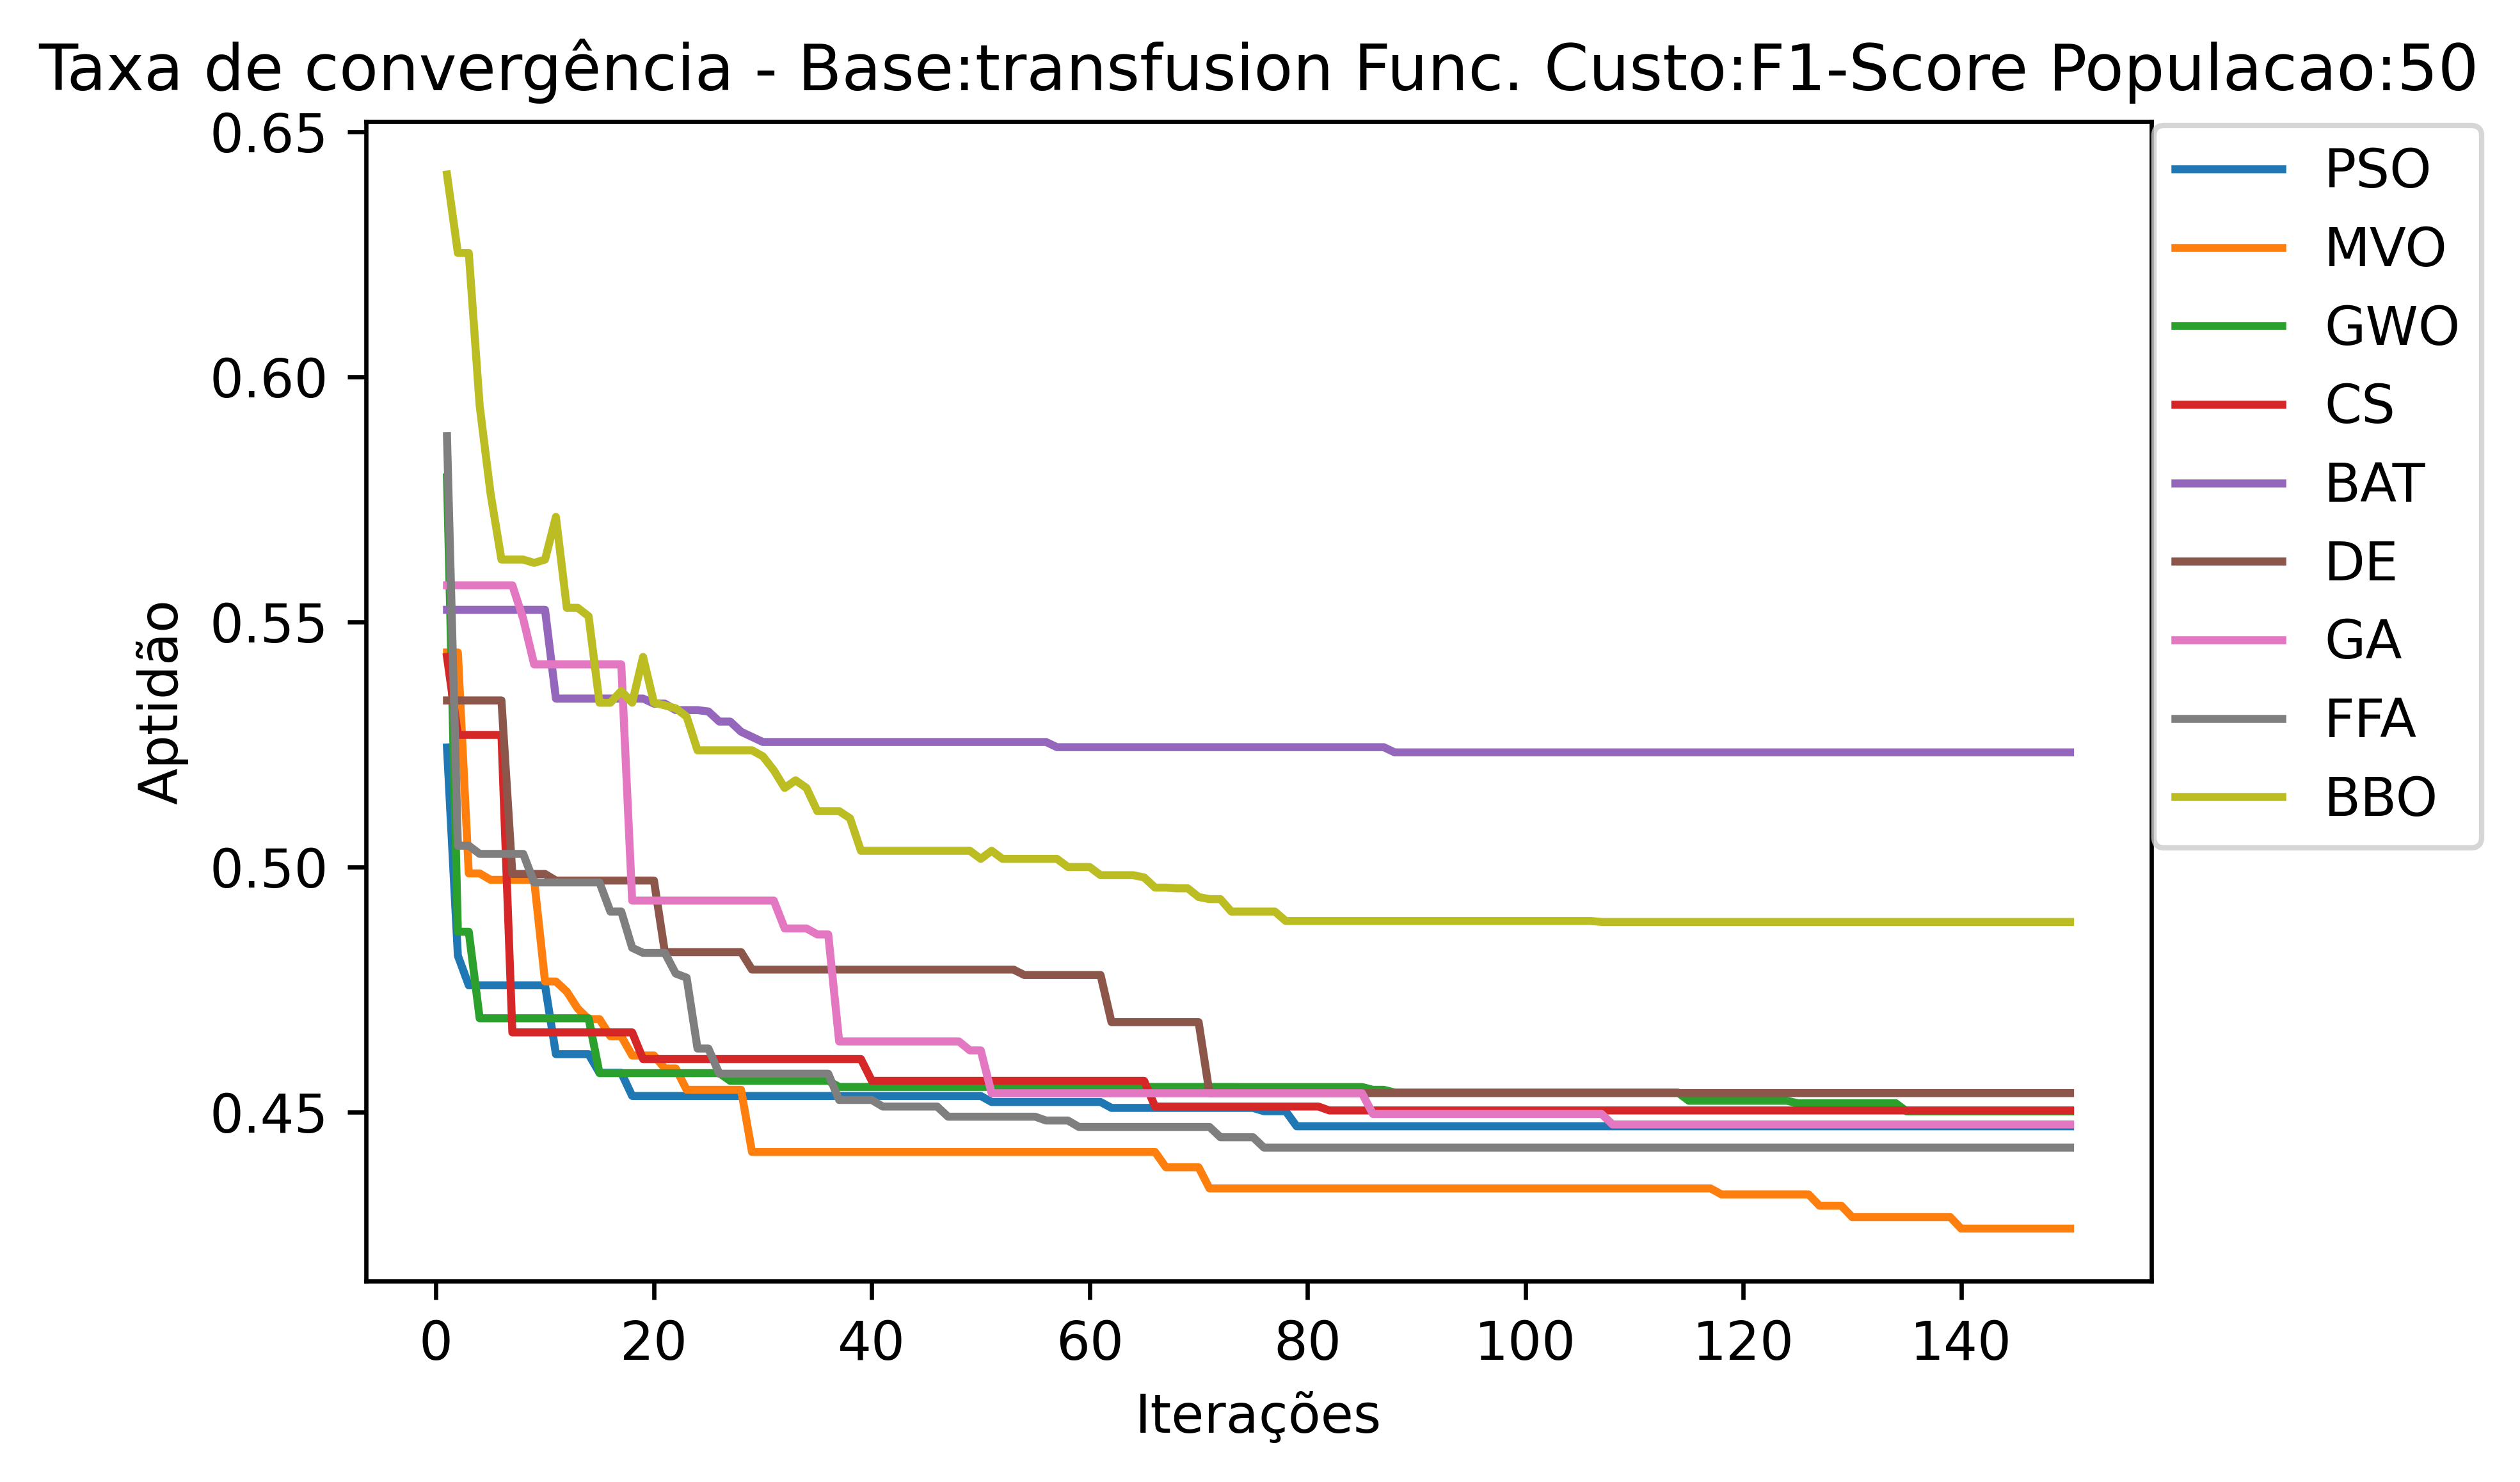 Taxa de convergência - Base:transfusion Func. Custo:F1-Score Populacao:50
0.65
0.60
0.55
0.50
0.45
Aptidão
0 20 40 60 80 100 120 140
Iterações
PSO
MVO
GWO
CS
BAT
DE
GA
FFA
BBO